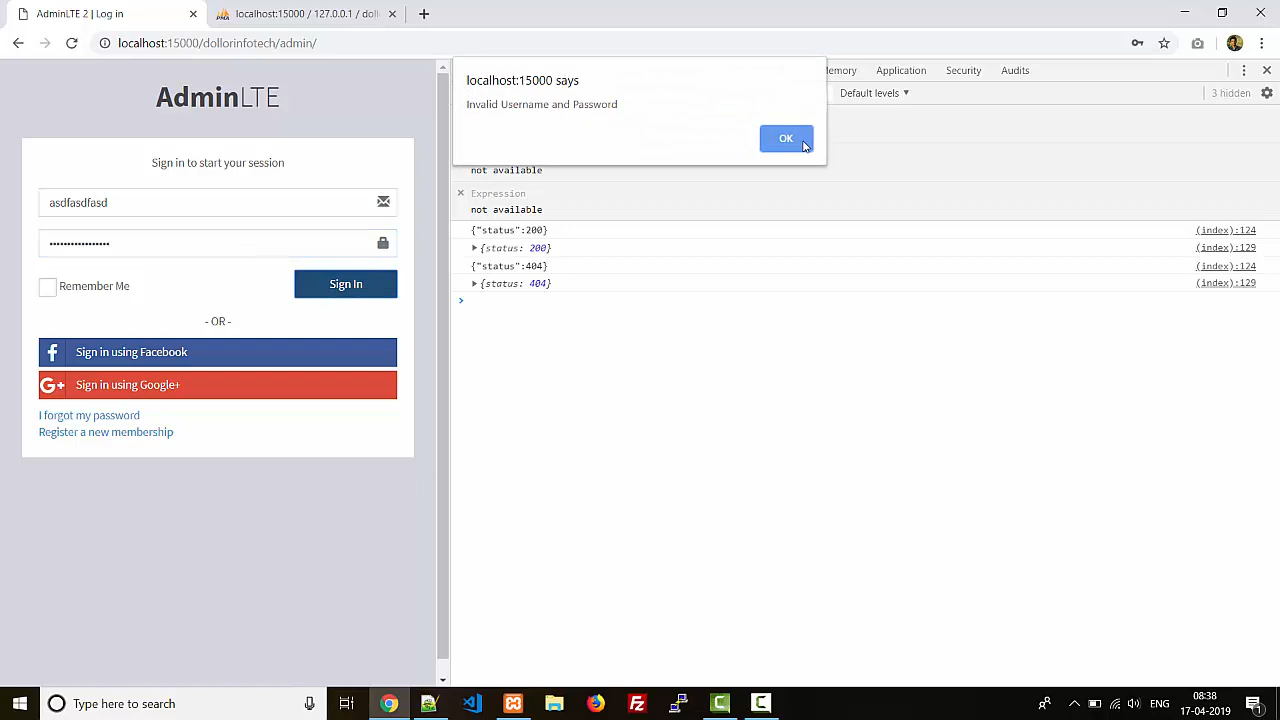 AdminLTE 2 | Log in
localhost:15000 / 127.0.0.1 / doll
localhost:15000/dollorinfotech/admin/
AdminLTE
Sign in to start your session
asdfasdfasd
••••••••••••••••
Remember Me
Sign In
- OR -
Sign in using Facebook
Sign in using Google+
I forgot my password
Register a new membership
localhost:15000 says
Invalid Username and Password
OK
Application Security Audits
Default levels ▼ 3 hidden
not available
Expression
not available
{"status":200} (index):124
{status: 200} (index):129
{"status":404} (index):124
{status: 404} (index):129
Type here to search
ENG
08:38
17-04-2019